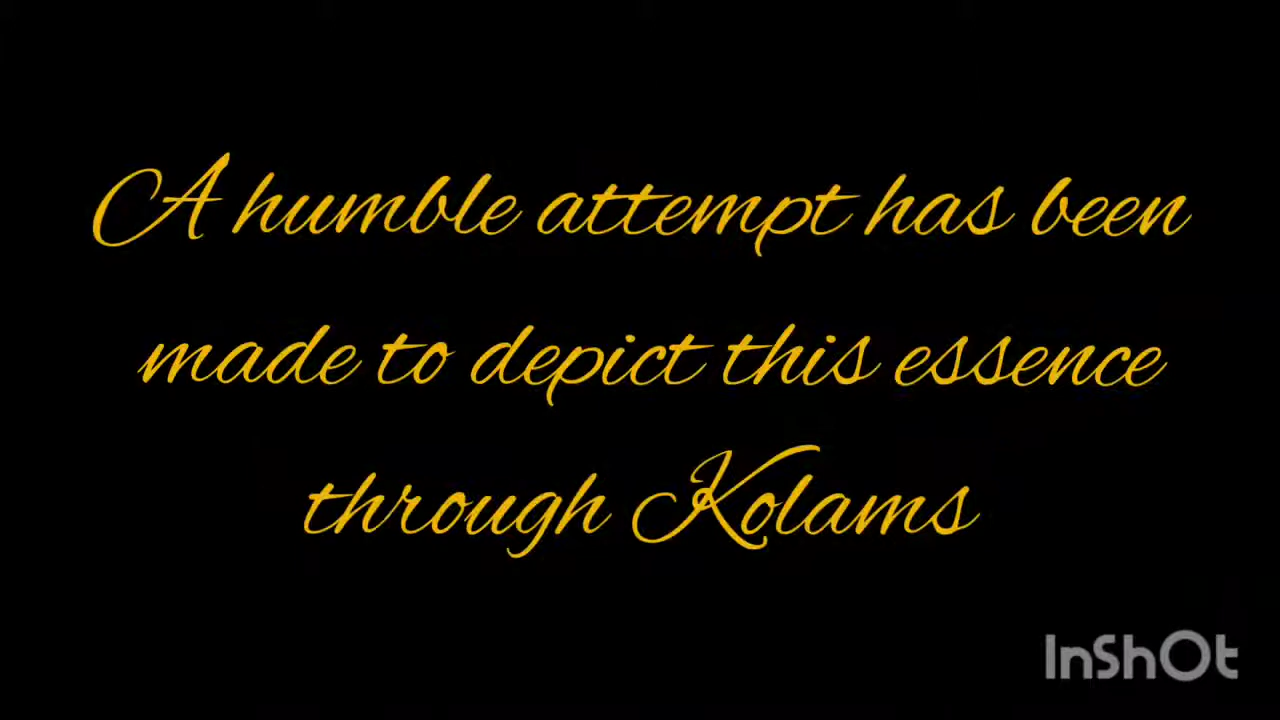 A humble attempt has been
made to depict this essence
through Kolams
InShOt